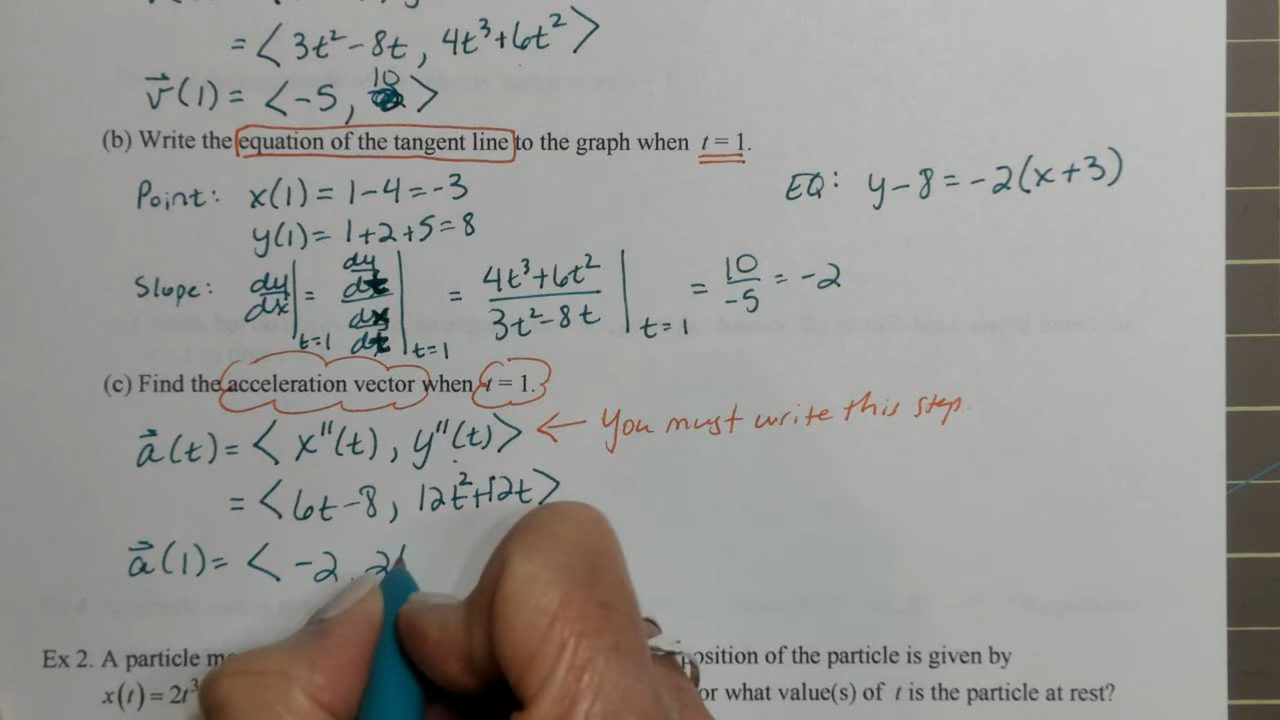 = ⟨3t²-8t, 4t³+6t²⟩
v⃗(1) = ⟨-5, 10⟩
(b) Write the equation of the tangent line to the graph when t = 1.
Point: x(1) = 1-4 = -3
EQ: y-8 = -2(x+3)
y(1) = 1+2+5 = 8
Slope: dy/dx |t=1 = (dy/dt)/(dx/dt) |t=1 = (4t³+6t²)/(3t²-8t) |t=1 = 10/-5 = -2
(c) Find the acceleration vector when t = 1.
a⃗(t) = ⟨x"(t), y"(t)⟩ ← You must write this step.
= ⟨6t-8, 12t²+12t⟩
a⃗(1) = ⟨-2, 2
Ex 2. A particle osition of the particle is given by
x(t) = 2t³ or what value(s) of t is the particle at rest?